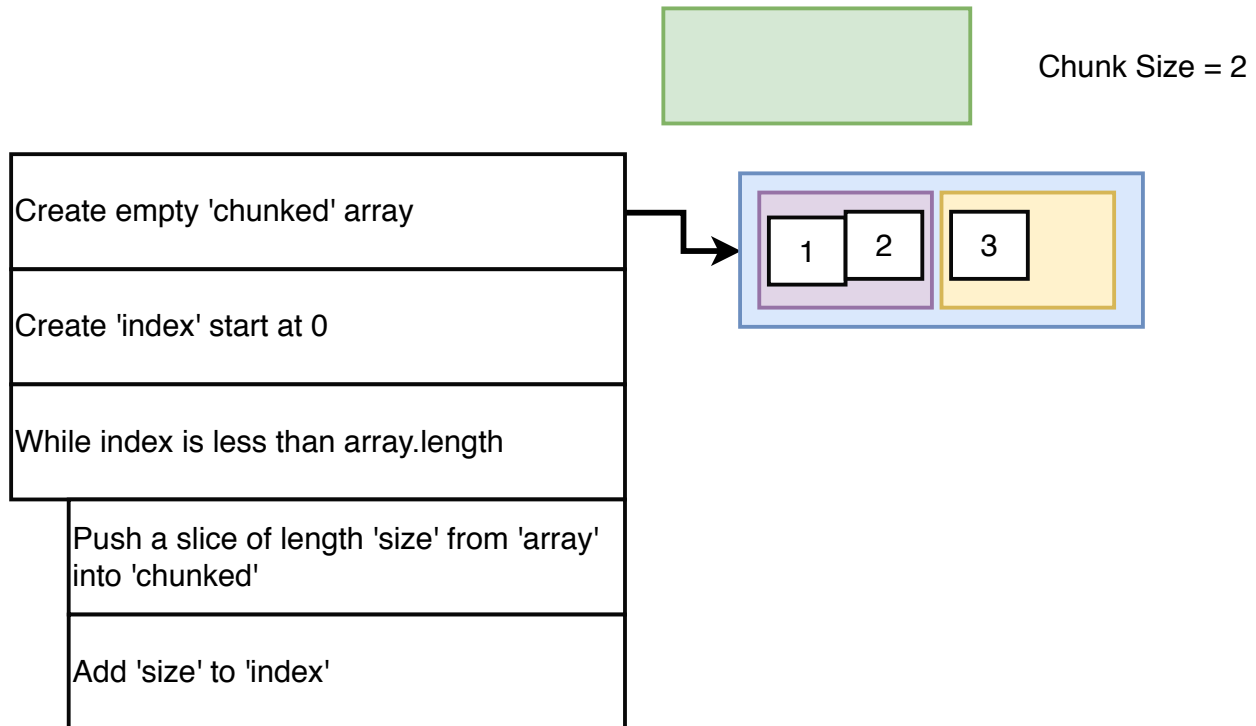 Chunk Size = 2
Create empty 'chunked' array
1 2 3
Create 'index' start at 0
While index is less than array.length
Push a slice of length 'size' from 'array'
into 'chunked'
Add 'size' to 'index'